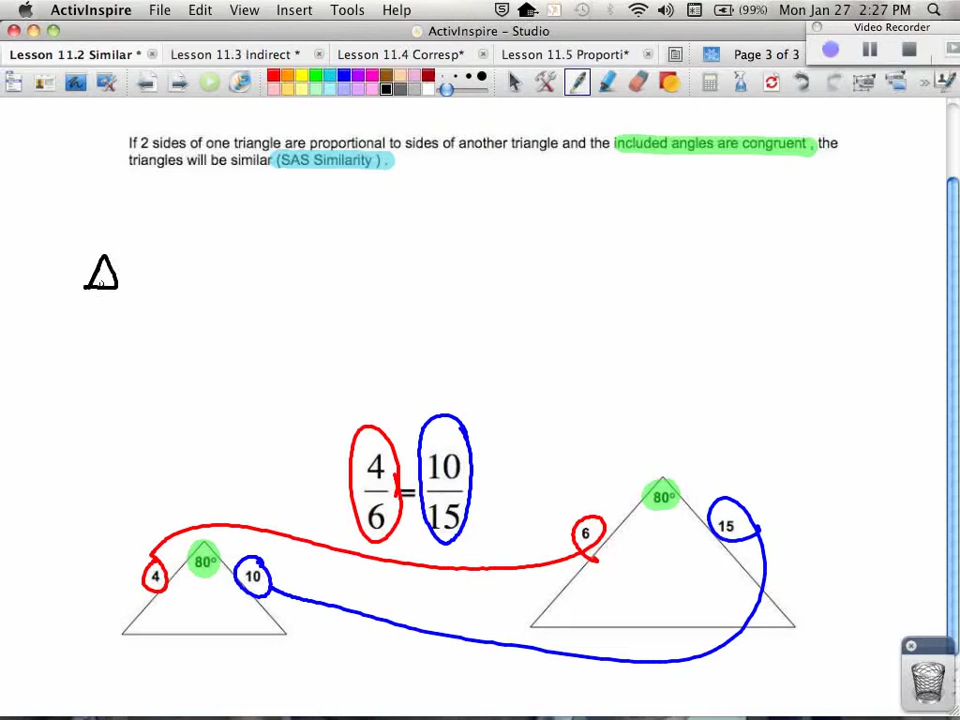 ActivInspire File Edit View Insert Tools Help (99%) Mon Jan 27 2:27 PM
Video Recorder
ActivInspire — Studio
Lesson 11.2 Similar * Lesson 11.3 Indirect * Lesson 11.4 Corresp* Lesson 11.5 Proporti* Page 3 of 3
If 2 sides of one triangle are proportional to sides of another triangle and the included angles are congruent , the
triangles will be similar (SAS Similarity ) .
4/6 = 10/15
80° 6 15
4 80° 10